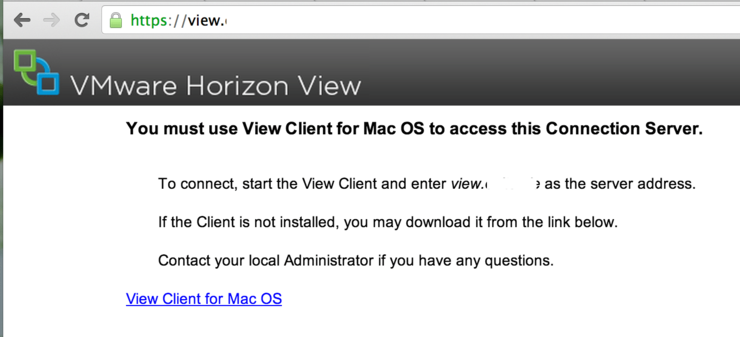 https://view.
VMware Horizon View
You must use View Client for Mac OS to access this Connection Server.
To connect, start the View Client and enter view. as the server address.
If the Client is not installed, you may download it from the link below.
Contact your local Administrator if you have any questions.
View Client for Mac OS